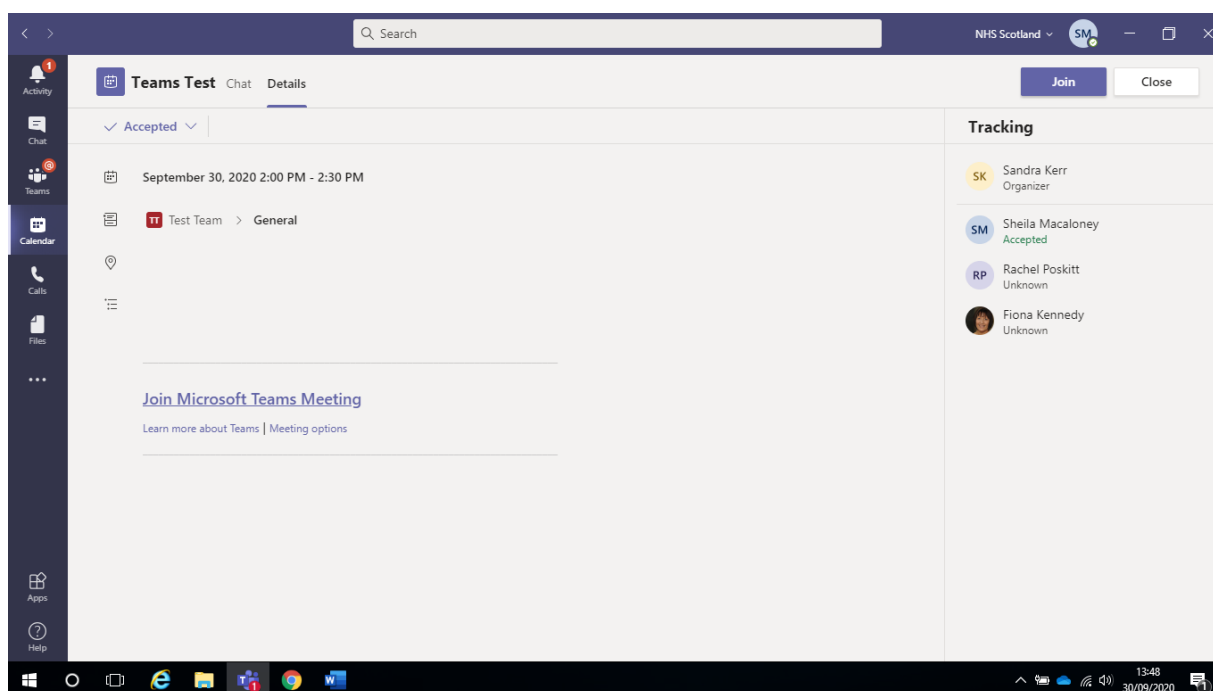 Search
NHS Scotland
SM
1
Activity
Teams Test Chat Details
Join
Close
Chat
Accepted
Tracking
@
Teams
September 30, 2020 2:00 PM - 2:30 PM
SK
Sandra Kerr
Organizer
TT Test Team > General
Calendar
SM
Sheila Macaloney
Accepted
Calls
RP
Rachel Poskitt
Unknown
Files
Fiona Kennedy
Unknown
Join Microsoft Teams Meeting
Learn more about Teams | Meeting options
Apps
Help
T
1
W
13:48
30/09/2020
1